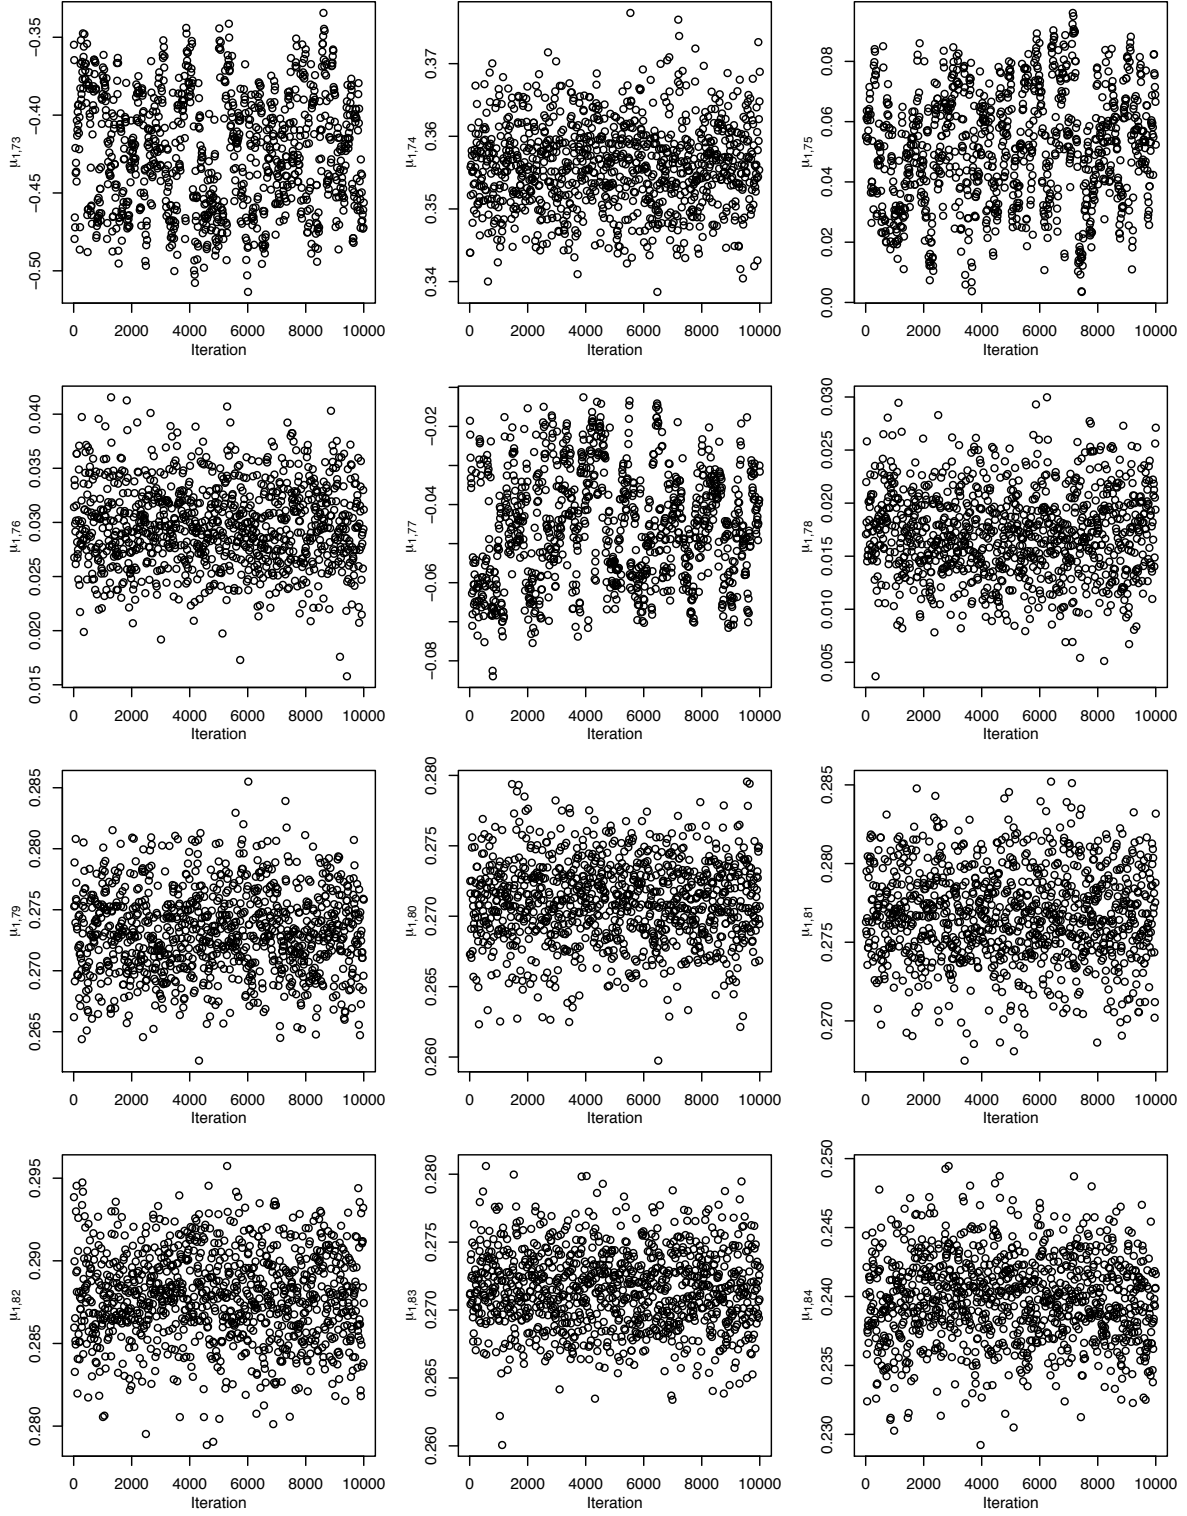 μ1,73
−0.50 −0.45 −0.40 −0.35
0 2000 4000 6000 8000 10000
Iteration
μ1,74
0.34 0.35 0.36 0.37
0 2000 4000 6000 8000 10000
Iteration
μ1,75
0.00 0.02 0.04 0.06 0.08
0 2000 4000 6000 8000 10000
Iteration
μ1,76
0.015 0.020 0.025 0.030 0.035 0.040
0 2000 4000 6000 8000 10000
Iteration
μ1,77
−0.08 −0.06 −0.04 −0.02
0 2000 4000 6000 8000 10000
Iteration
μ1,78
0.005 0.010 0.015 0.020 0.025 0.030
0 2000 4000 6000 8000 10000
Iteration
μ1,79
0.265 0.270 0.275 0.280 0.285
0 2000 4000 6000 8000 10000
Iteration
μ1,80
0.260 0.265 0.270 0.275 0.280
0 2000 4000 6000 8000 10000
Iteration
μ1,81
0.270 0.275 0.280 0.285
0 2000 4000 6000 8000 10000
Iteration
μ1,82
0.280 0.285 0.290 0.295
0 2000 4000 6000 8000 10000
Iteration
μ1,83
0.260 0.265 0.270 0.275 0.280
0 2000 4000 6000 8000 10000
Iteration
μ1,84
0.230 0.235 0.240 0.245 0.250
0 2000 4000 6000 8000 10000
Iteration